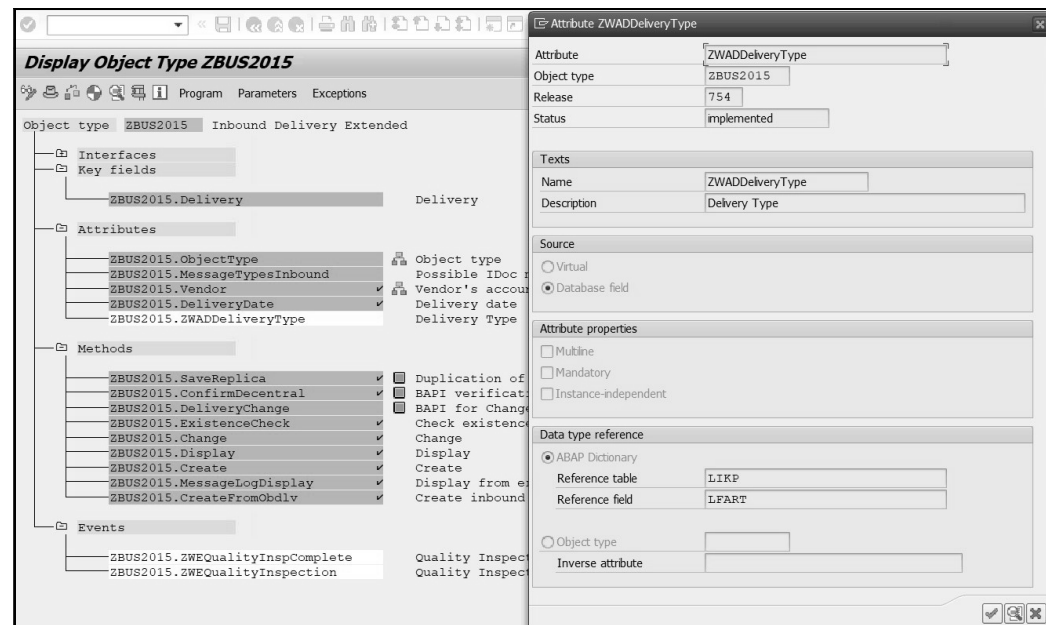 Display Object Type ZBUS2015
Program Parameters Exceptions
Object type ZBUS2015 Inbound Delivery Extended
Interfaces
Key fields
ZBUS2015.Delivery Delivery
Attributes
ZBUS2015.ObjectType Object type
ZBUS2015.MessageTypesInbound Possible IDoc
ZBUS2015.Vendor Vendor's accou
ZBUS2015.DeliveryDate Delivery date
ZBUS2015.ZWADDeliveryType Delivery Type
Methods
ZBUS2015.SaveReplica Duplication of
ZBUS2015.ConfirmDecentral BAPI verificati
ZBUS2015.DeliveryChange BAPI for Change
ZBUS2015.ExistenceCheck Check existence
ZBUS2015.Change Change
ZBUS2015.Display Display
ZBUS2015.Create Create
ZBUS2015.MessageLogDisplay Display from e
ZBUS2015.CreateFromObdlv Create inbound
Events
ZBUS2015.ZWEQualityInspComplete Quality Inspect
ZBUS2015.ZWEQualityInspection Quality Inspect
Attribute ZWADDeliveryType
Attribute ZWADDeliveryType
Object type ZBUS2015
Release 754
Status implemented
Texts
Name ZWADDeliveryType
Description Delivery Type
Source
Virtual
Database field
Attribute properties
Multiline
Mandatory
Instance-independent
Data type reference
ABAP Dictionary
Reference table LIKP
Reference field LFART
Object type
Inverse attribute